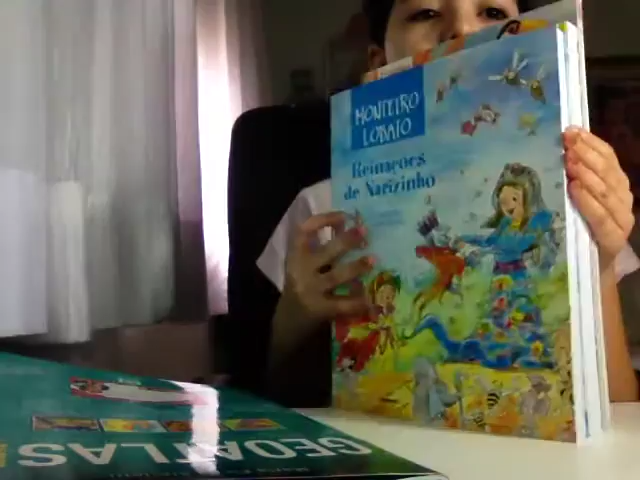 MONTEIRO
LOBATO
Reinações
de Narizinho
GEOATLAS